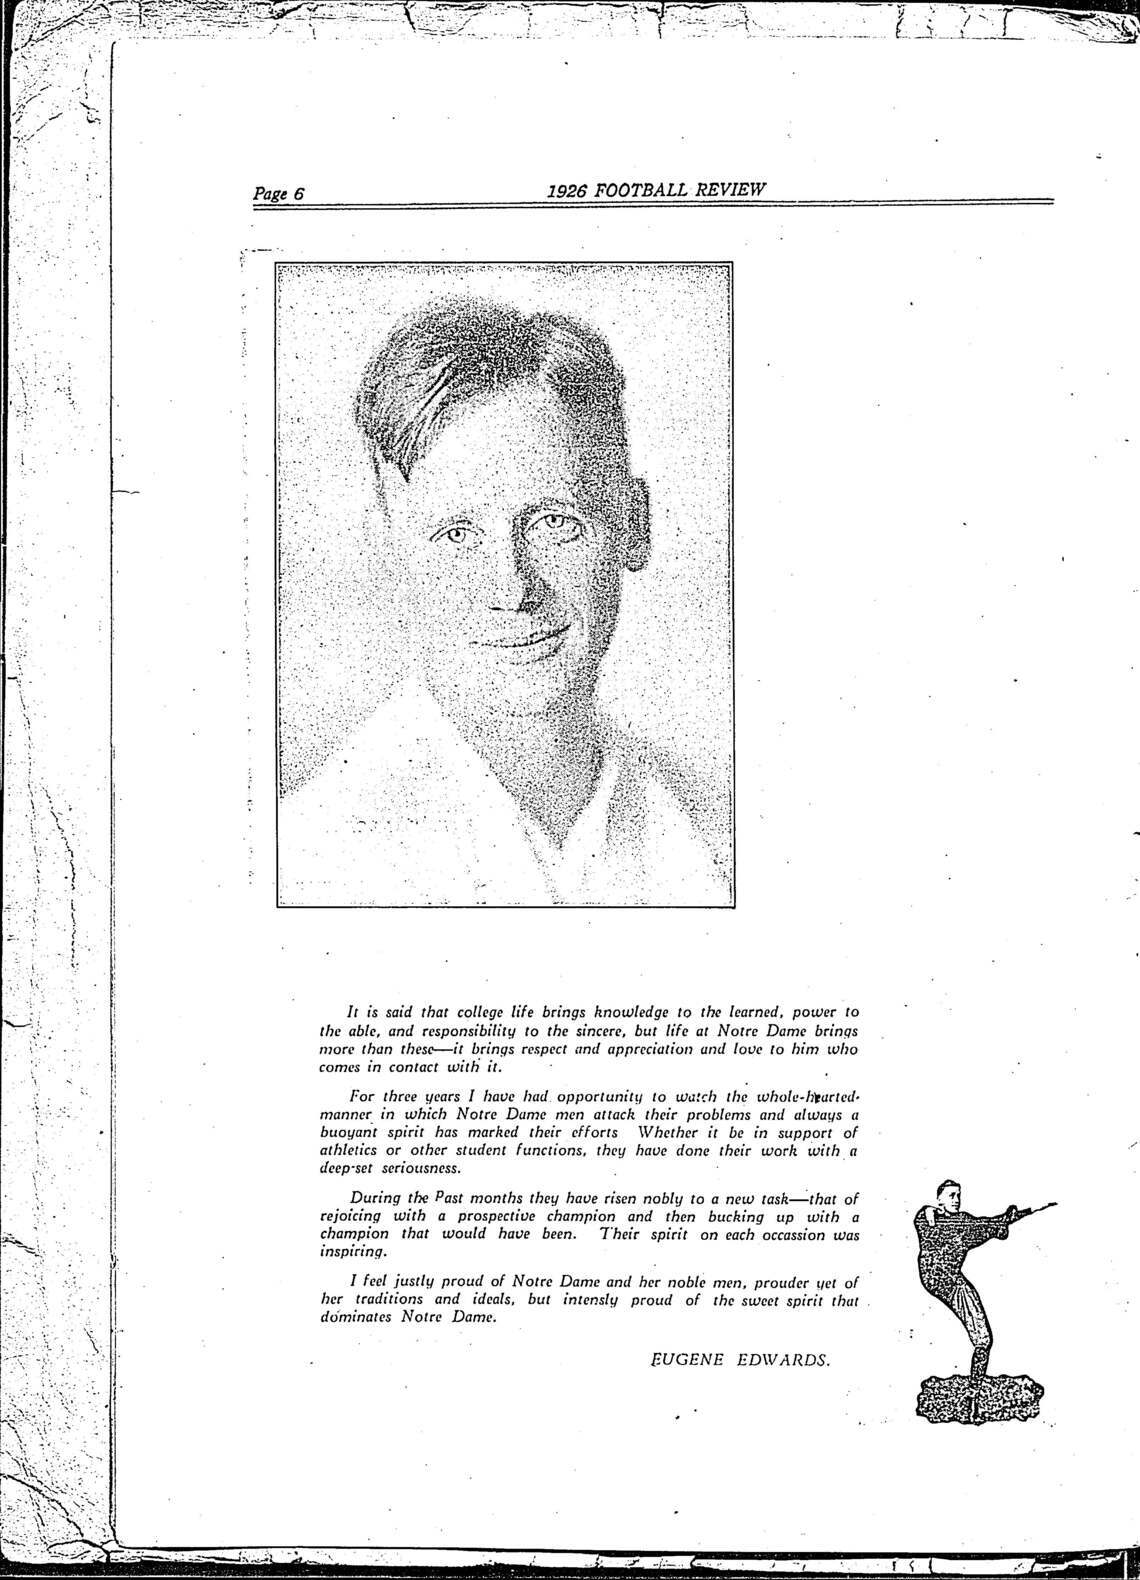 Page 6
1926 FOOTBALL REVIEW
It is said that college life brings knowledge to the learned, power to
the able, and responsibility to the sincere, but life at Notre Dame brings
more than these—it brings respect and appreciation and love to him who
comes in contact with it.
For three years I have had opportunity to watch the whole-hearted
manner in which Notre Dame men attack their problems and always a
buoyant spirit has marked their efforts Whether it be in support of
athletics or other student functions, they have done their work with a
deep-set seriousness.
During the Past months they have risen nobly to a new task—that of
rejoicing with a prospective champion and then bucking up with a
champion that would have been. Their spirit on each occassion was
inspiring.
I feel justly proud of Notre Dame and her noble men, prouder yet of
her traditions and ideals, but intensly proud of the sweet spirit that
dominates Notre Dame.
EUGENE EDWARDS.